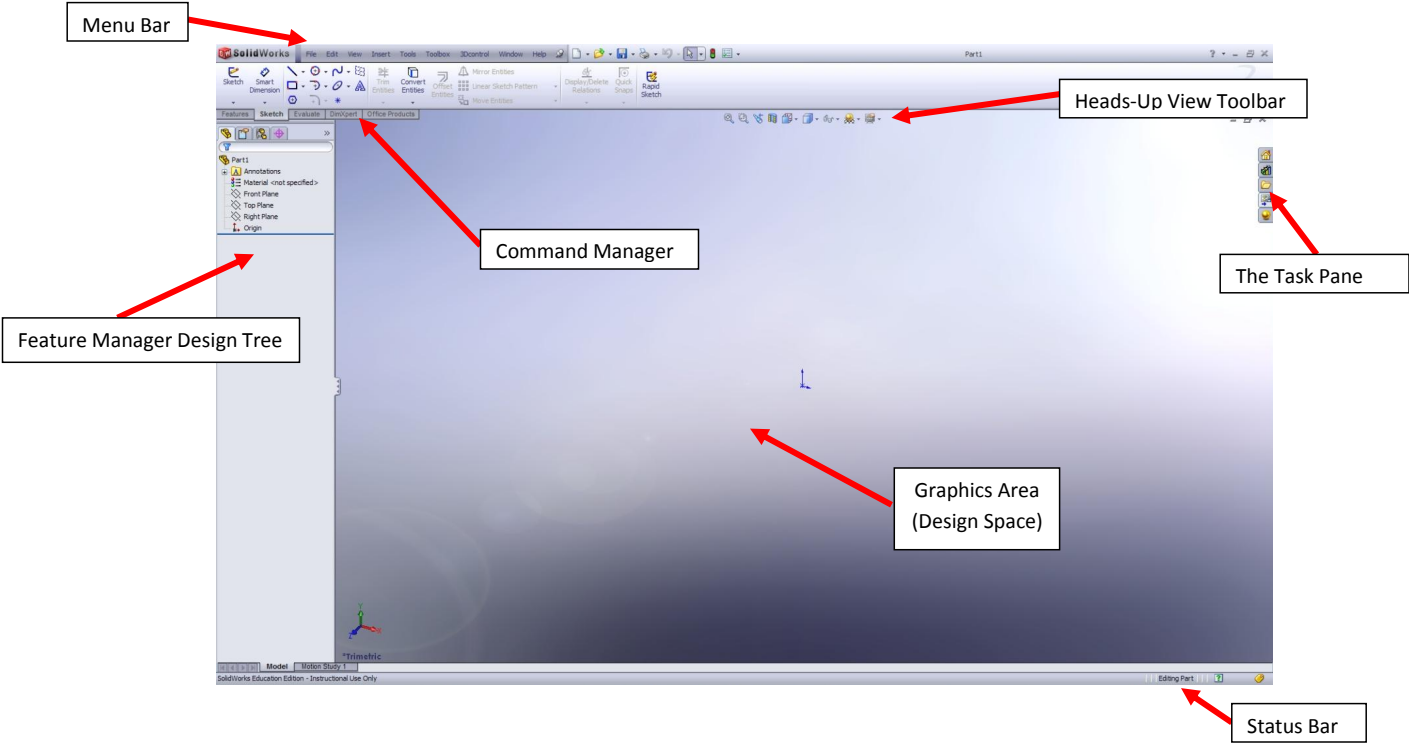 Menu Bar
SolidWorks File Edit View Insert Tools Toolbox 3Dcontrol Window Help Part1 ?
Sketch Smart Dimension Trim Entities Convert Entities Offset Entities Mirror Entities Linear Sketch Pattern Move Entities Display/Delete Relations Quick Snaps Rapid Sketch
Heads-Up View Toolbar
Features Sketch Evaluate DimXpert Office Products
Part1
Annotations
Material <not specified>
Front Plane
Top Plane
Right Plane
Origin
Command Manager
The Task Pane
Feature Manager Design Tree
Graphics Area
(Design Space)
Y
X
Z
*Trimetric
Model Motion Study 1
SolidWorks Education Edition - Instructional Use Only Editing Part ?
Status Bar